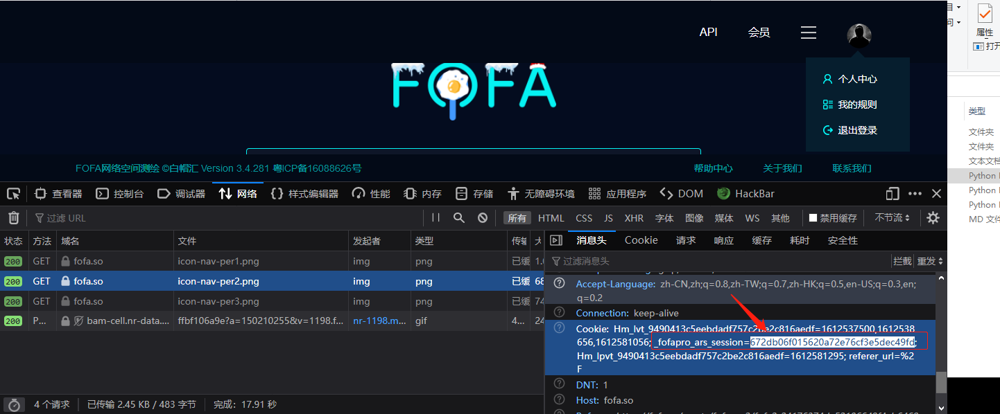 API 会员
FOFA
个人中心
我的规则
退出登录
FOFA网络空间测绘 ©白帽汇 Version 3.4.281 粤ICP备16088626号
帮助中心 关于我们 联系我们
查看器 控制台 调试器 网络 样式编辑器 性能 内存 存储 无障碍环境 应用程序 DOM HackBar
过滤 URL
所有 HTML CSS JS XHR 字体 图像 媒体 WS 其他 禁用缓存 不节流
状态 方法 域名 文件 发起者 类型 传输 大
200 GET fofa.so icon-nav-per1.png img png 已缓 1.
200 GET fofa.so icon-nav-per2.png img png 已缓 68
200 GET fofa.so icon-nav-per3.png img png 已缓 74
200 P... bam-cell.nr-data.... ffbf106a9e?a=150210255&v=1198.f... nr-1198.m... gif 4... 24
4 个请求 已传输 2.45 KB / 483 字节 完成：17.91 秒
消息头 Cookie 请求 响应 缓存 耗时 安全性
过滤消息头 拦截 重发
Accept-Language: zh-CN,zh;q=0.8,zh-TW;q=0.7,zh-HK;q=0.5,en-US;q=0.3,en;
q=0.2
Connection: keep-alive
Cookie: Hm_lvt_9490413c5eebdadf757c2be2c816aedf=1612537500,1612538
656,1612581056; _fofapro_ars_session=672db06f015620a72e76cf3e5dec49fd;
Hm_lpvt_9490413c5eebdadf757c2be2c816aedf=1612581295; referer_url=%2
F
DNT: 1
Host: fofa.so
属性
打开
类型
文件夹
文件夹
文本文档
Python
Python
Python
MD 文件